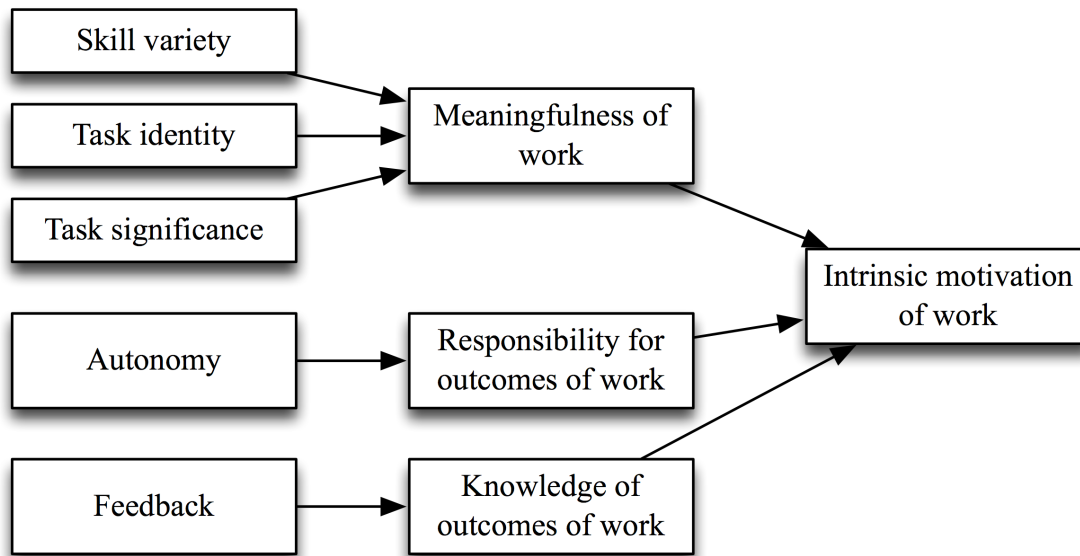 Skill variety
Task identity
Task significance
Autonomy
Feedback
Meaningfulness of
work
Responsibility for
outcomes of work
Knowledge of
outcomes of work
Intrinsic motivation
of work